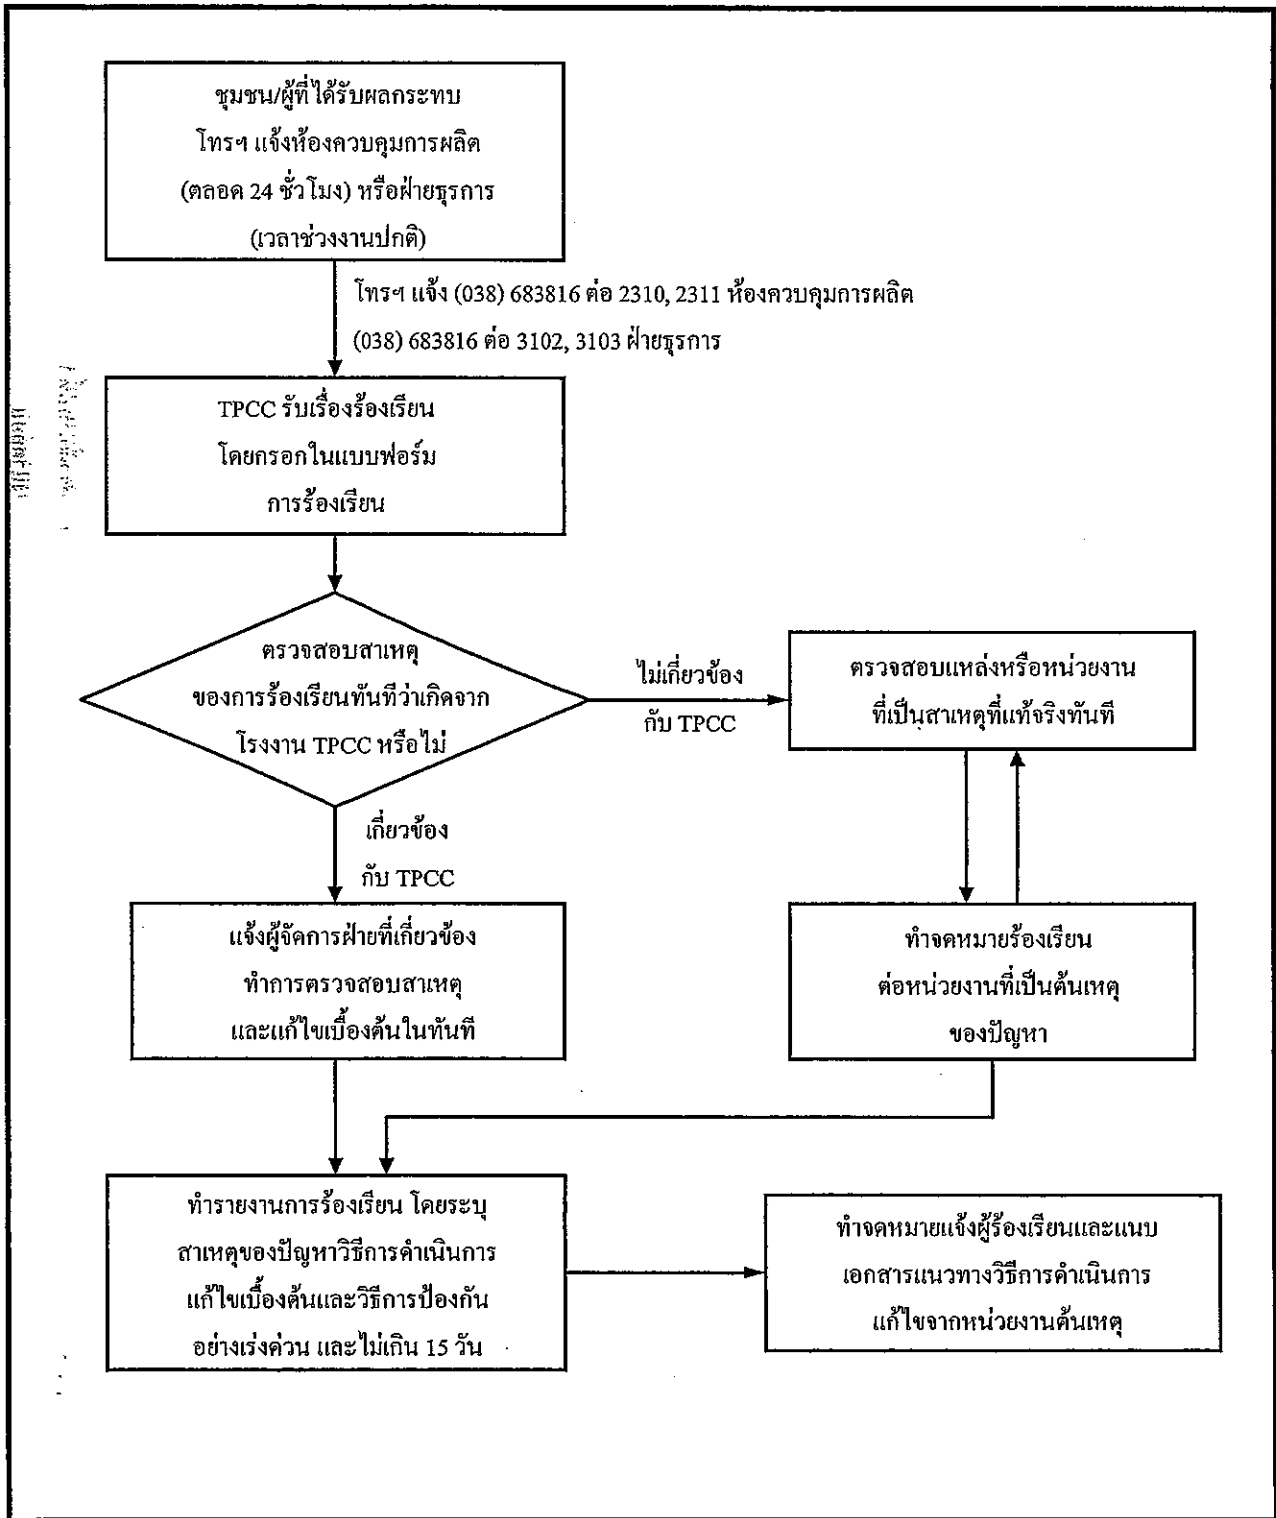 ชุมชน/ผู้ที่ได้รับผลกระทบ
โทรฯ แจ้งห้องควบคุมการผลิต
(ตลอด 24 ชั่วโมง) หรือฝ่ายธุรการ
(เวลาช่วงงานปกติ)
โทรฯ แจ้ง (038) 683816 ต่อ 2310, 2311 ห้องควบคุมการผลิต
(038) 683816 ต่อ 3102, 3103 ฝ่ายธุรการ
TPCC รับเรื่องร้องเรียน
โดยกรอกในแบบฟอร์ม
การร้องเรียน
ตรวจสอบสาเหตุ
ของการร้องเรียนทันทีว่าเกิดจาก
โรงงาน TPCC หรือไม่
ไม่เกี่ยวข้อง
กับ TPCC
ตรวจสอบแหล่งหรือหน่วยงาน
ที่เป็นสาเหตุที่แท้จริงทันที
เกี่ยวข้อง
กับ TPCC
แจ้งผู้จัดการฝ่ายที่เกี่ยวข้อง
ทำการตรวจสอบสาเหตุ
และแก้ไขเบื้องต้นในทันที
ทำจดหมายร้องเรียน
ต่อหน่วยงานที่เป็นต้นเหตุ
ของปัญหา
ทำรายงานการร้องเรียน โดยระบุ
สาเหตุของปัญหาวิธีการดำเนินการ
แก้ไขเบื้องต้นและวิธีการป้องกัน
อย่างเร่งด่วน และไม่เกิน 15 วัน
ทำจดหมายแจ้งผู้ร้องเรียนและแนบ
เอกสารแนวทางวิธีการดำเนินการ
แก้ไขจากหน่วยงานต้นเหตุ